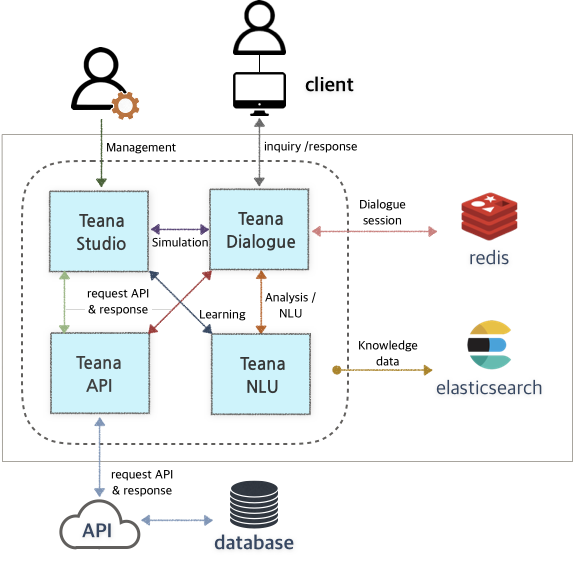 client
Management
inquiry /response
Teana
Studio
Simulation
Teana
Dialogue
Dialogue
session
redis
request API
& response
Learning
Analysis /
NLU
Teana
API
Teana
NLU
Knowledge
data
elasticsearch
request API
& response
API
database